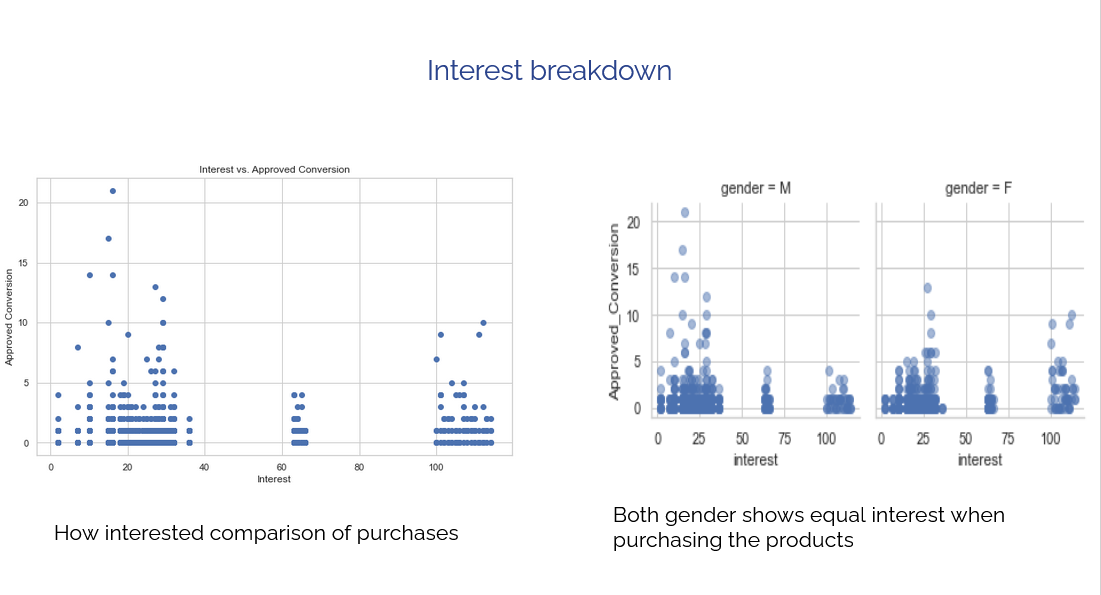 Interest breakdown
Interest vs. Approved Conversion
20
15
10
5
0
Approved Conversion
0 20 40 60 80 100
Interest
How interested comparison of purchases
gender = M gender = F
20
15
10
5
0
Approved_Conversion
0 25 50 75 100 0 25 50 75 100
interest interest
Both gender shows equal interest when
purchasing the products